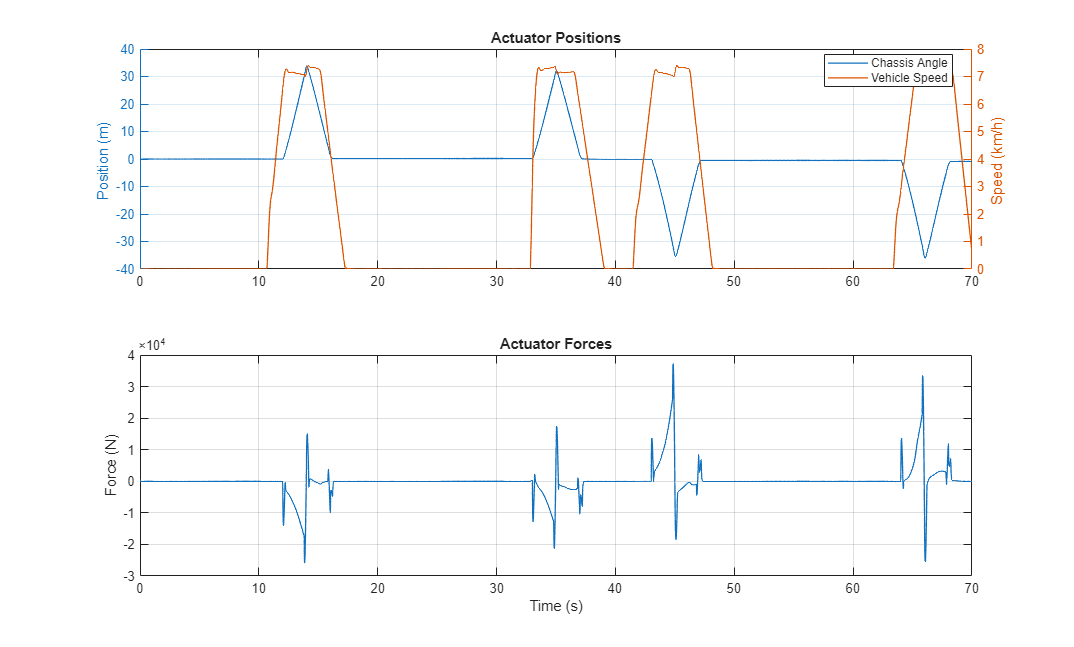 Actuator Positions
40
30
20
10
0
-10
-20
-30
-40
Position (m)
8
7
6
5
4
3
2
1
0
Speed (km/h)
Chassis Angle
Vehicle Speed
0 10 20 30 40 50 60 70
Actuator Forces
×10⁴
4
3
2
1
0
-1
-2
-3
Force (N)
0 10 20 30 40 50 60 70
Time (s)